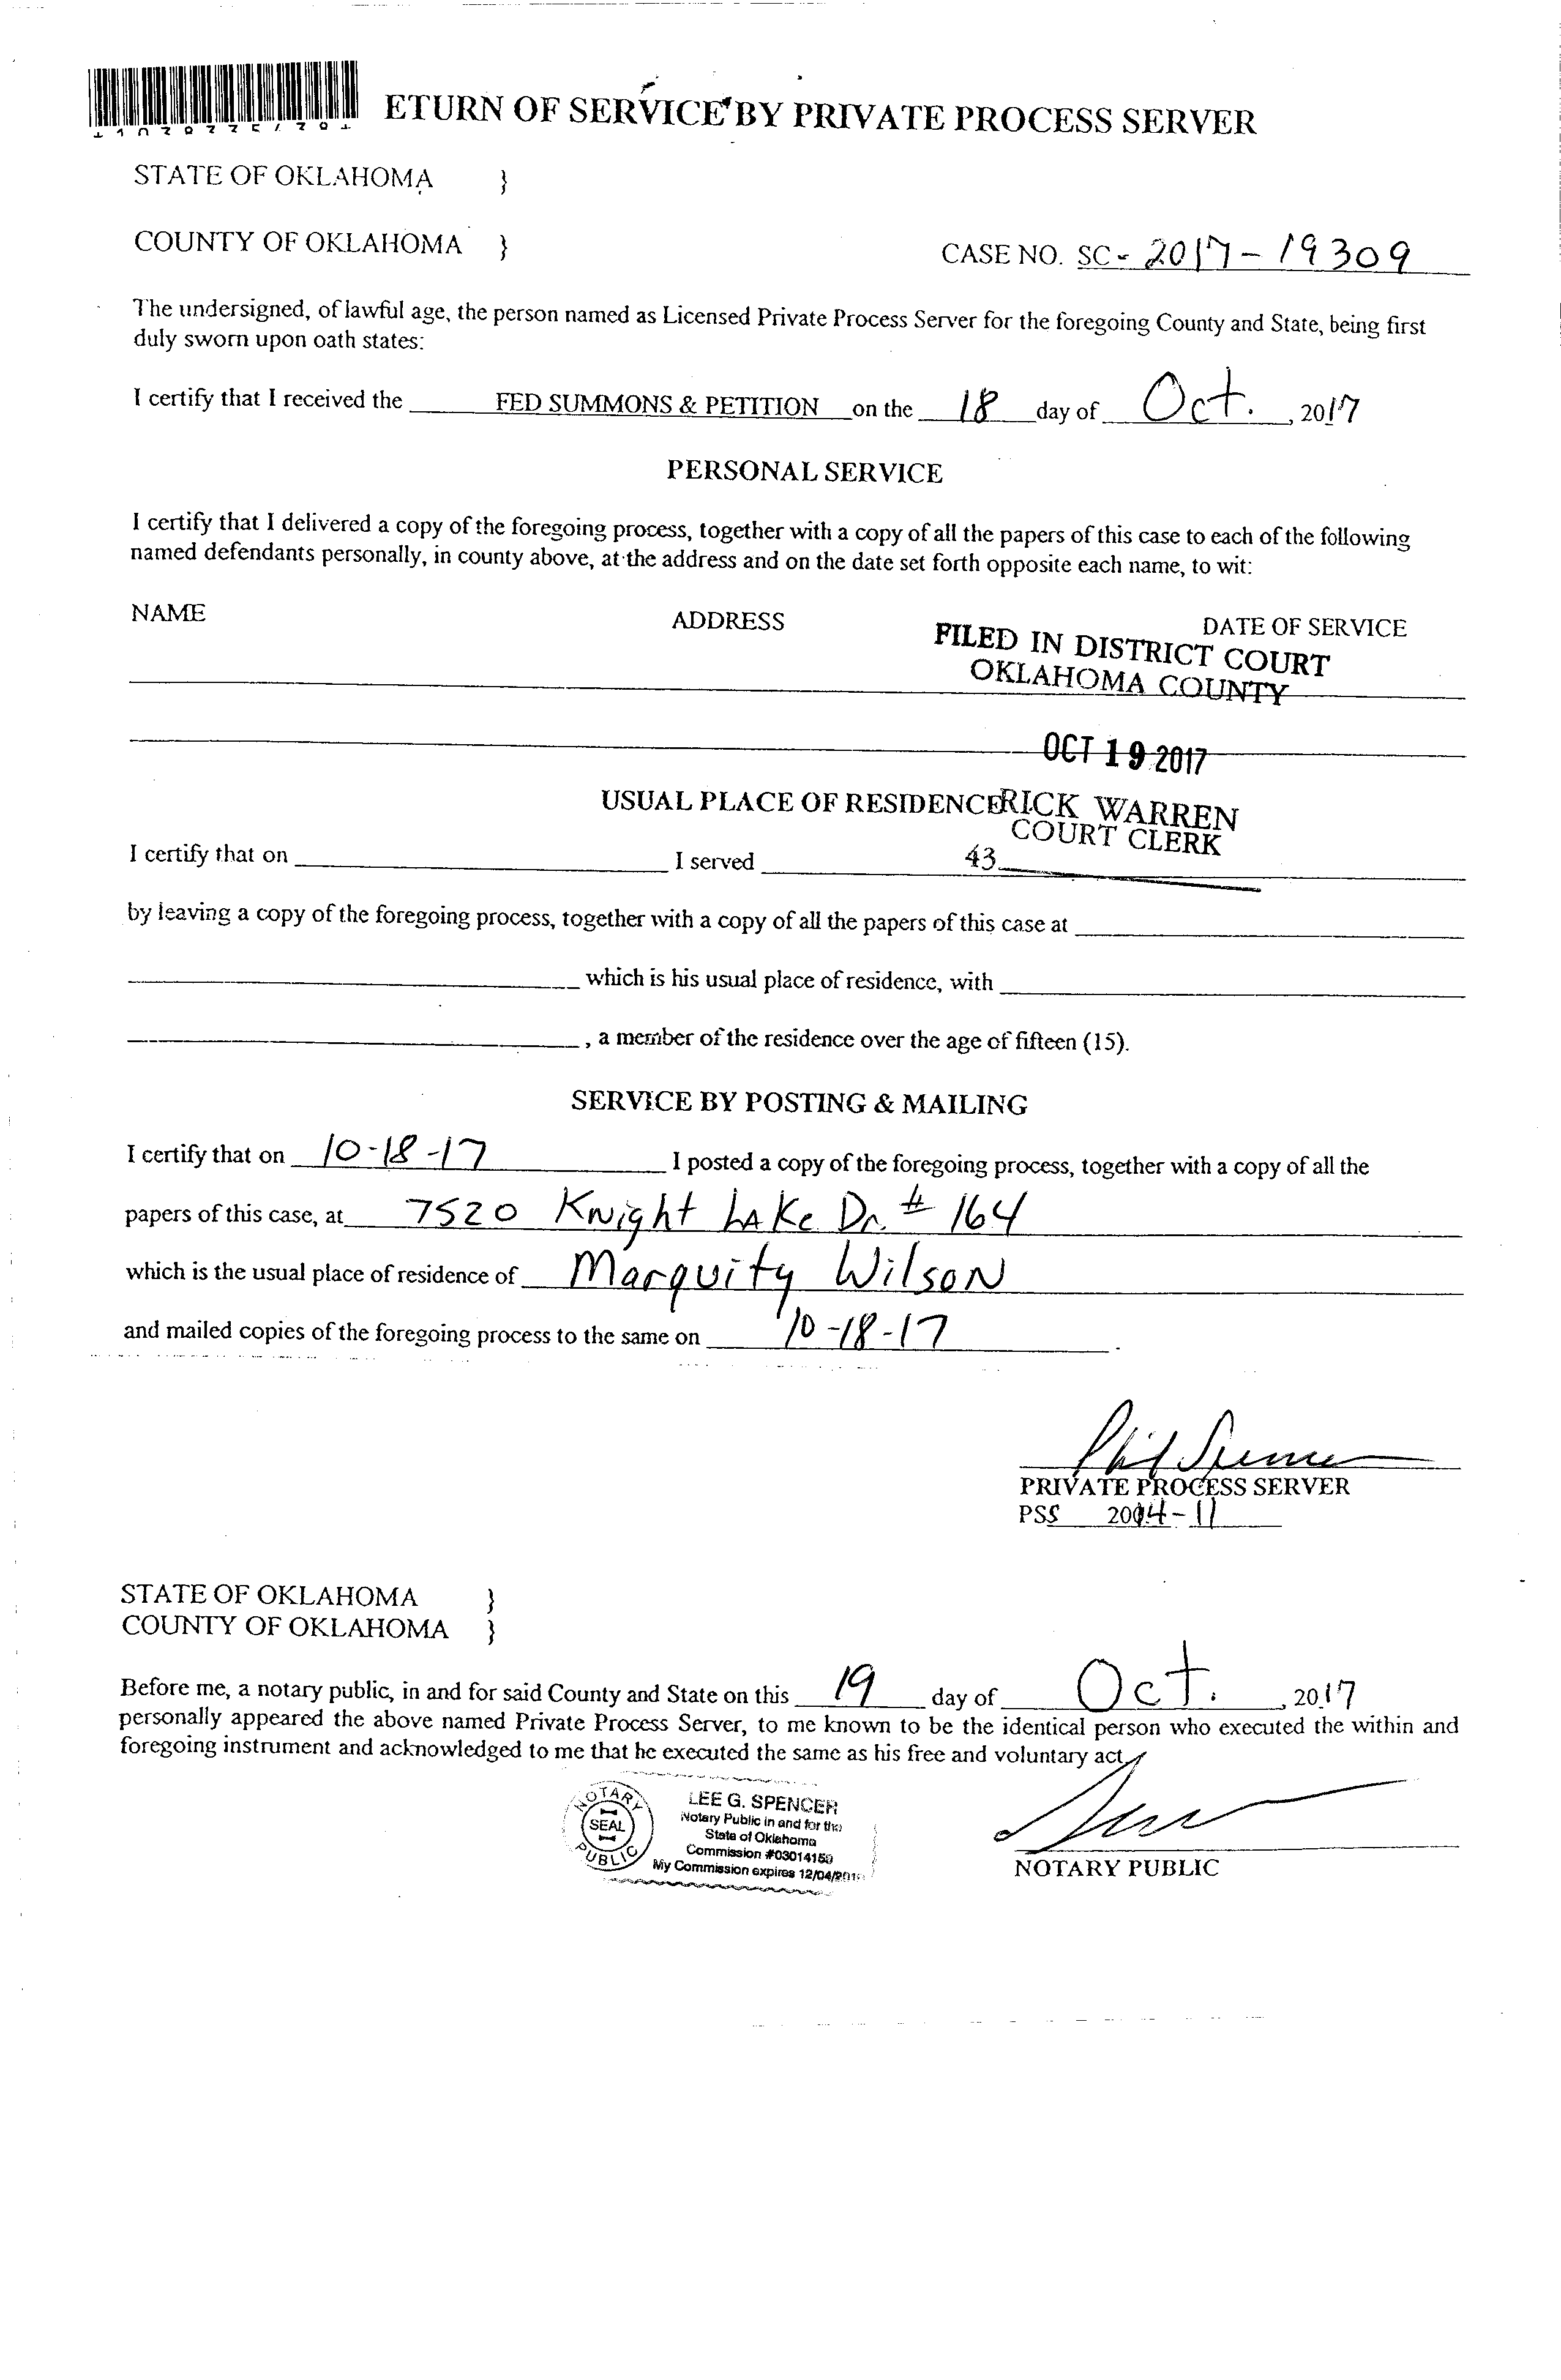 ETURN OF SERVICE BY PRIVATE PROCESS SERVER
STATE OF OKLAHOMA }
COUNTY OF OKLAHOMA }
CASE NO. SC - 2017 - 19309
The undersigned, of lawful age, the person named as Licensed Private Process Server for the foregoing County and State, being first
duly sworn upon oath states:
I certify that I received the FED SUMMONS & PETITION on the 18 day of Oct. , 2017
PERSONAL SERVICE
I certify that I delivered a copy of the foregoing process, together with a copy of all the papers of this case to each of the following
named defendants personally, in county above, at the address and on the date set forth opposite each name, to wit:
NAME ADDRESS DATE OF SERVICE
FILED IN DISTRICT COURT
OKLAHOMA COUNTY
OCT 19 2017
USUAL PLACE OF RESIDENCE
RICK WARREN
COURT CLERK
I certify that on I served 43
by leaving a copy of the foregoing process, together with a copy of all the papers of this case at
which is his usual place of residence, with
, a member of the residence over the age of fifteen (15).
SERVICE BY POSTING & MAILING
I certify that on 10-18-17 I posted a copy of the foregoing process, together with a copy of all the
papers of this case, at 7520 Knight Lake Dr. # 164
which is the usual place of residence of Marquity Wilson
and mailed copies of the foregoing process to the same on 10-18-17 .
Phil Spencer
PRIVATE PROCESS SERVER
PSS
STATE OF OKLAHOMA }
COUNTY OF OKLAHOMA }
Before me, a notary public, in and for said County and State on this 19 day of Oct. , 2017
personally appeared the above named Private Process Server, to me known to be the identical person who executed the within and
foregoing instrument and acknowledged to me that he executed the same as his free and voluntary act
NOTARY PUBLIC
SEAL
LEE G. SPENCER
Notary Public in and for the
State of Oklahoma
Commission #03014159
My Commission expires
NOTARY PUBLIC